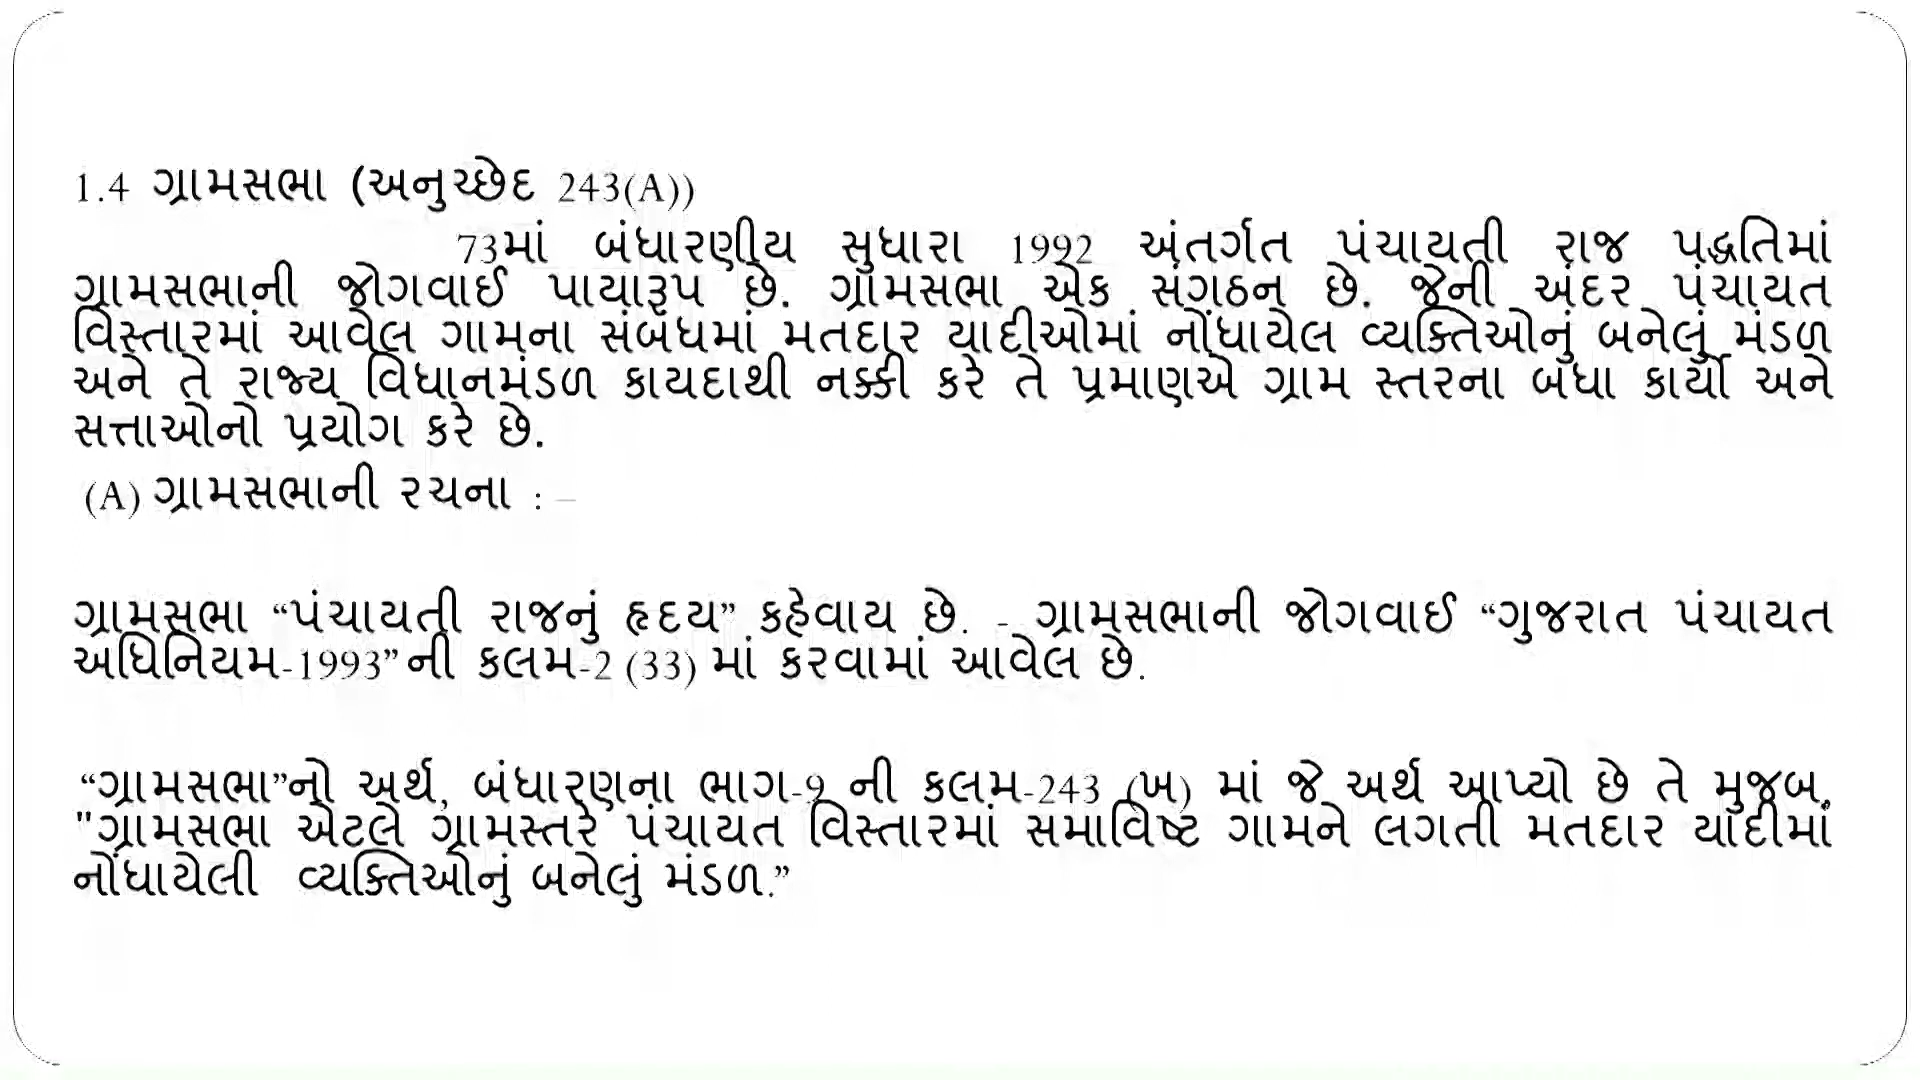 1.4 ગ્રામસભા (અનુચ્છેદ 243(A))
73માં બંધારણીય સુધારા 1992 અંતર્ગત પંચાયતી રાજ પદ્ધતિમાં
ગ્રામસભાની જોગવાઈ પાયારૂપ છે. ગ્રામસભા એક સંગઠન છે. જેની અંદર પંચાયત
વિસ્તારમાં આવેલ ગામના સંબંધમાં મતદાર યાદીઓમાં નોંધાયેલ વ્યક્તિઓનું બનેલું મંડળ
અને તે રાજ્ય વિધાનમંડળ કાયદાથી નક્કી કરે તે પ્રમાણએ ગ્રામ સ્તરના બધા કાર્યો અને
સત્તાઓનો પ્રયોગ કરે છે.
(A) ગ્રામસભાની રચના : –
ગ્રામસભા “પંચાયતી રાજનું હૃદય” કહેવાય છે. - ગ્રામસભાની જોગવાઈ “ગુજરાત પંચાયત
અધિનિયમ-1993”ની કલમ-2 (33) માં કરવામાં આવેલ છે.
“ગ્રામસભા”નો અર્થ, બંધારણના ભાગ-9 ની કલમ-243 (ખ) માં જે અર્થ આપ્યો છે તે મુજબ,
"ગ્રામસભા એટલે ગ્રામસ્તરે પંચાયત વિસ્તારમાં સમાવિષ્ટ ગામને લગતી મતદાર યાદીમાં
નોંધાયેલી વ્યક્તિઓનું બનેલું મંડળ.”